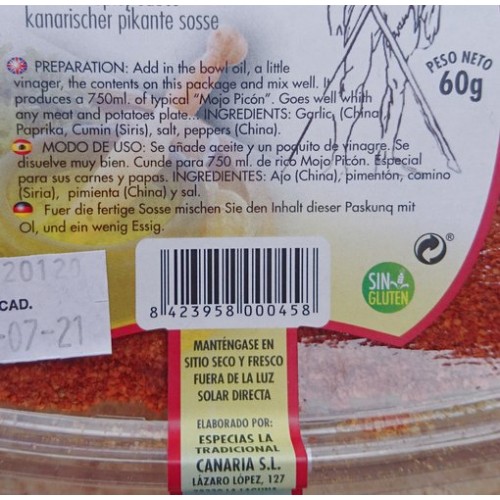 kanarischer pikante sosse
PREPARATION: Add in the bowl oil, a little
vinager, the contents on this package and mix well. It
produces a 750ml. of typical "Mojo Picón". Goes well whith
any meat and potatoes plate... INGREDIENTS: Garlic, (China)
Paprika, Cumin (Siris), salt, peppers (China).
MODO DE USO: Se añade aceite y un poquito de vinagre. Se
disuelve muy bien. Cunde para 750 ml. de rico Mojo Picón. Especial
para sus carnes y papas. INGREDIENTES: Ajo (China), pimentón, comino
(Siria), pimienta (China) y sal.
Fuer die fertige Sosse mischen Sie den Inhalt dieser Paskunq mit
Ol, und ein wenig Essig.
PESO NETO
60g
20120
CAD.
-07-21
8 423958 000458
SIN
GLUTEN
®
MANTÉNGASE EN
SITIO SECO Y FRESCO
FUERA DE LA LUZ
SOLAR DIRECTA
ELABORADO POR:
ESPECIAS LA
TRADICIONAL
CANARIA S.L.
LÁZARO LÓPEZ, 127